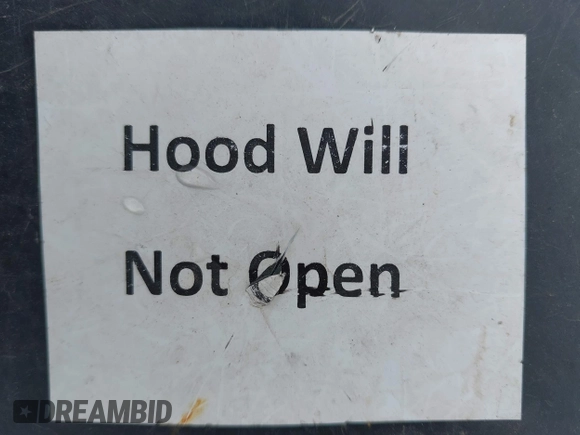 Hood Will
Not Open
DREAMBID